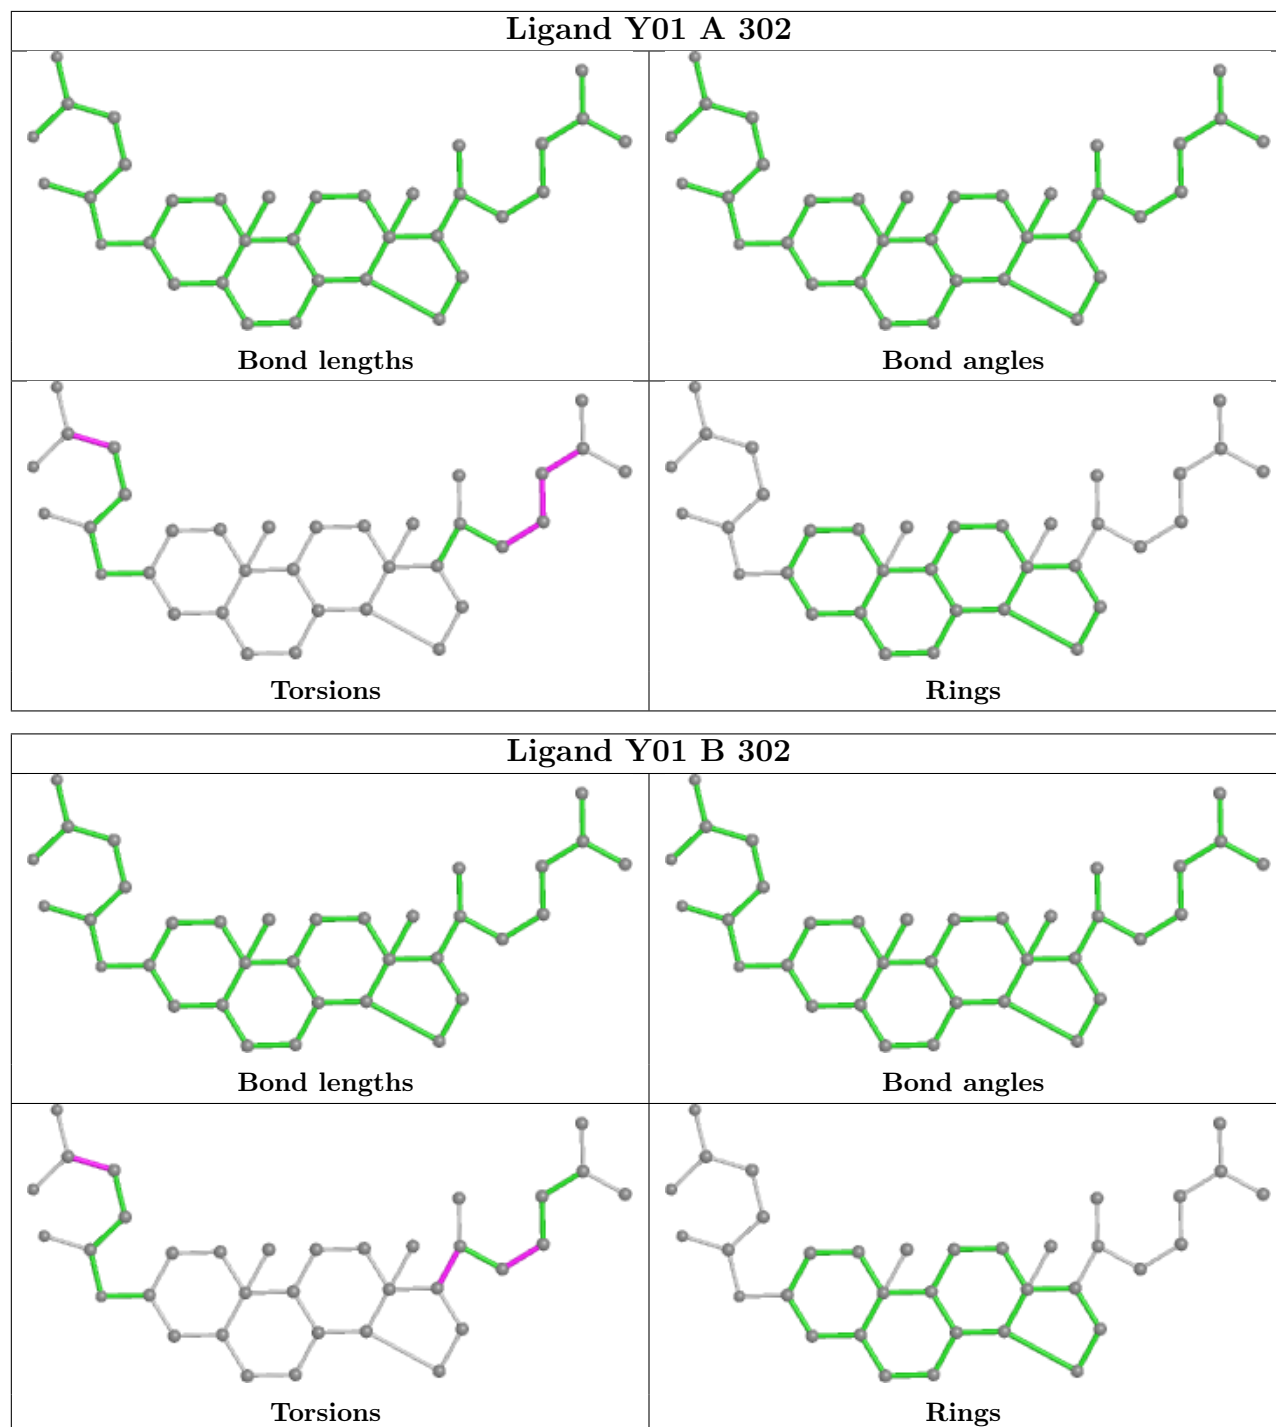 Ligand Y01 A 302
Bond lengths
Bond angles
Torsions
Rings
Ligand Y01 B 302
Bond lengths
Bond angles
Torsions
Rings